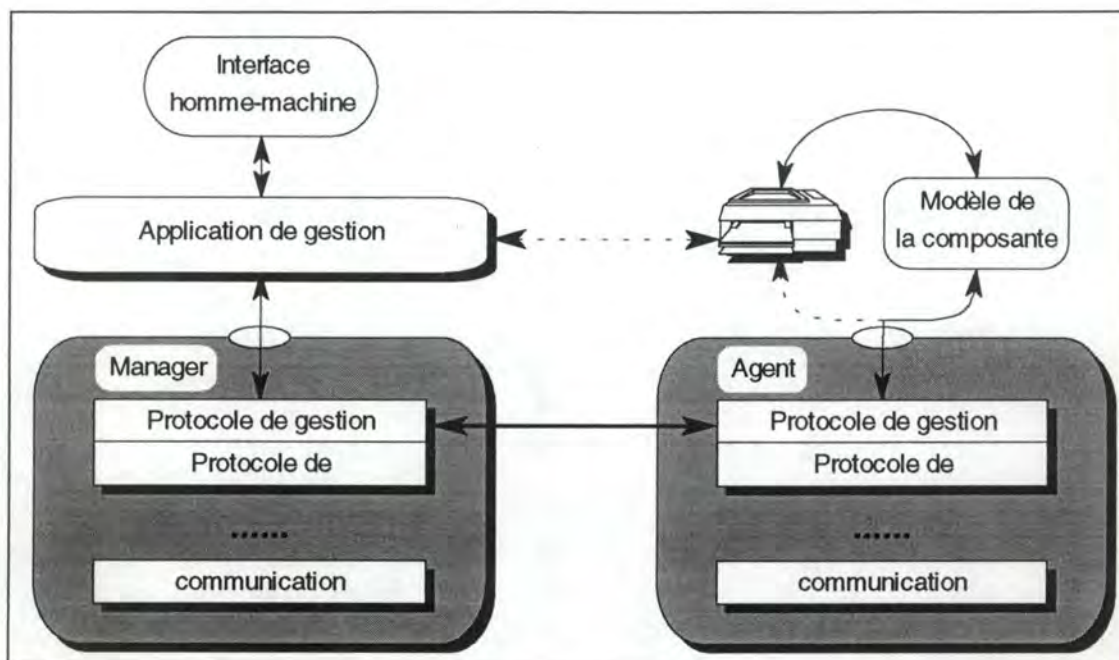 Interface
homme-machine
Application de gestion
Modèle de
la composante
Manager
Protocole de gestion
Protocole de
......
communication
Agent
Protocole de gestion
Protocole de
......
communication